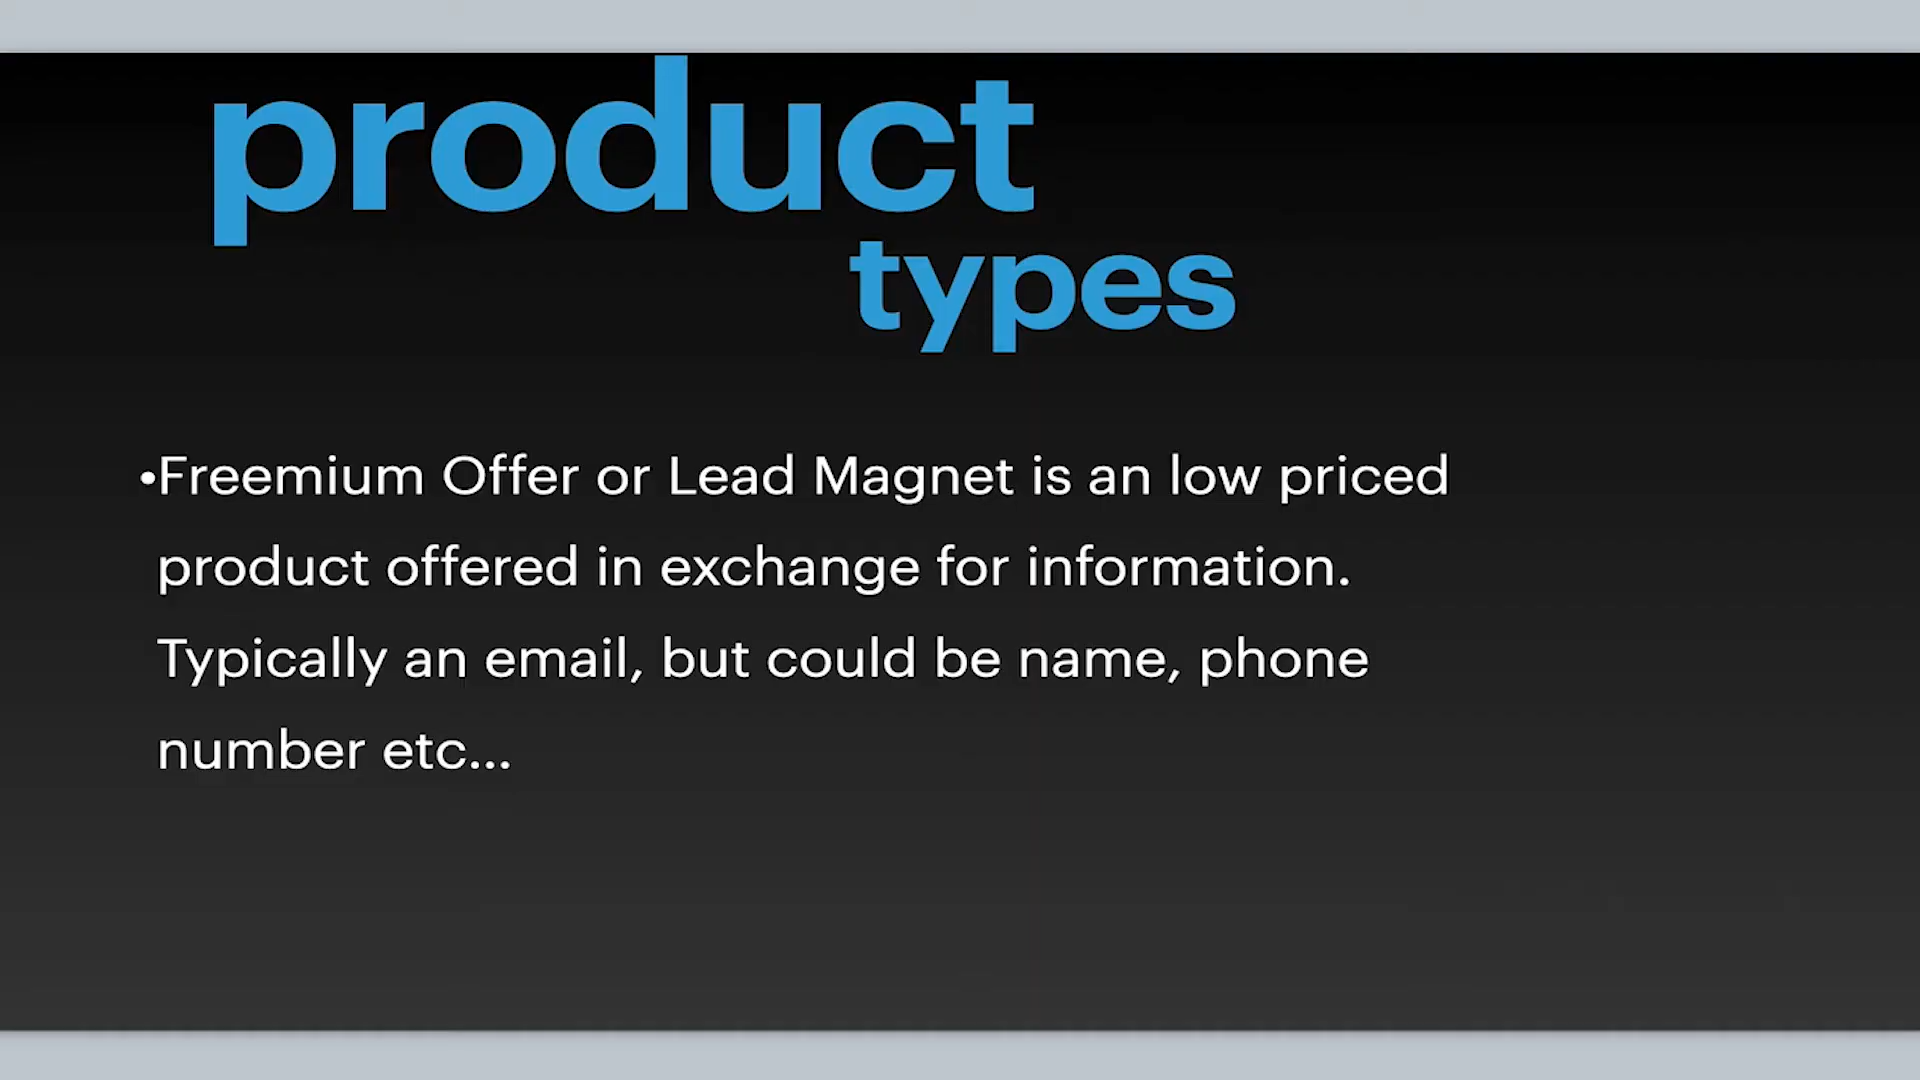 product
types
•Freemium Offer or Lead Magnet is an low priced
product offered in exchange for information.
Typically an email, but could be name, phone
number etc...